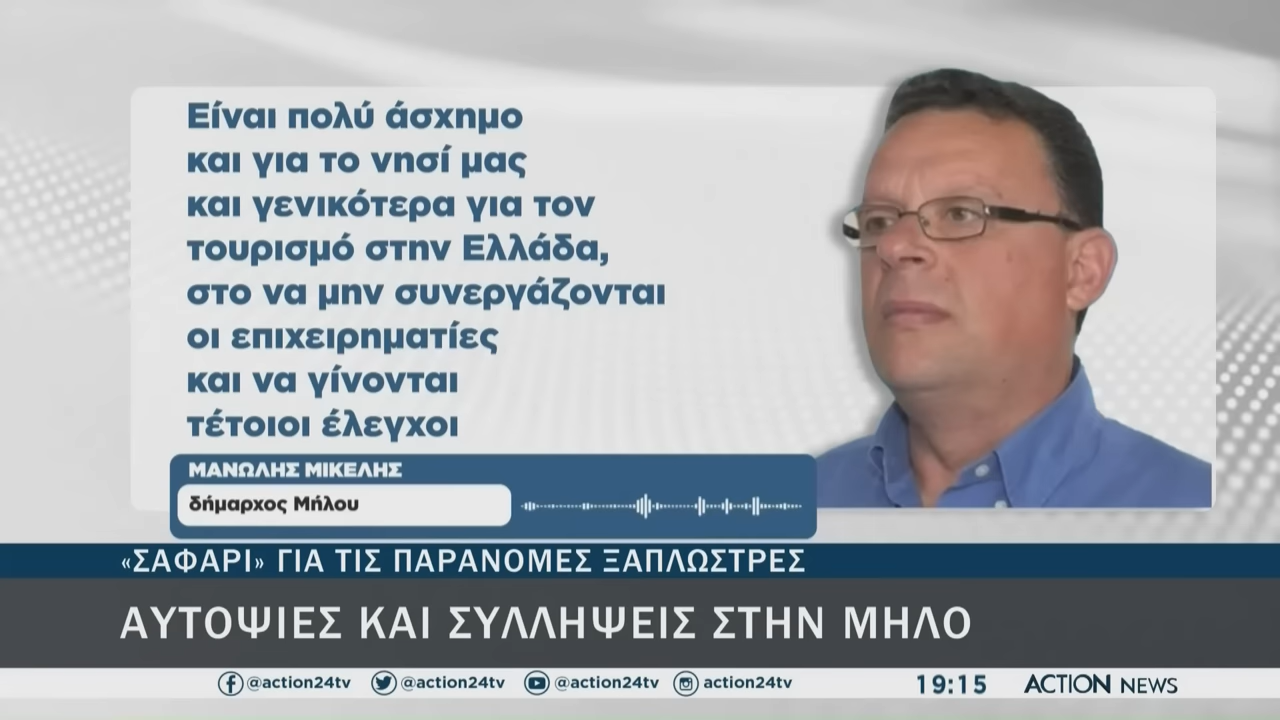 Είναι πολύ άσχημο
και για το νησί μας
και γενικότερα για τον
τουρισμό στην Ελλάδα,
στο να μην συνεργάζονται
οι επιχειρηματίες
και να γίνονται
τέτοιοι έλεγχοι
ΜΑΝΩΛΗΣ ΜΙΚΕΛΗΣ
δήμαρχος Μήλου
«ΣΑΦΑΡΙ» ΓΙΑ ΤΙΣ ΠΑΡΑΝΟΜΕΣ ΞΑΠΛΩΣΤΡΕΣ
ΑΥΤΟΨΙΕΣ ΚΑΙ ΣΥΛΛΗΨΕΙΣ ΣΤΗΝ ΜΗΛΟ
@action24tv @action24tv @action24tv action24tv 19:15 ACTION NEWS